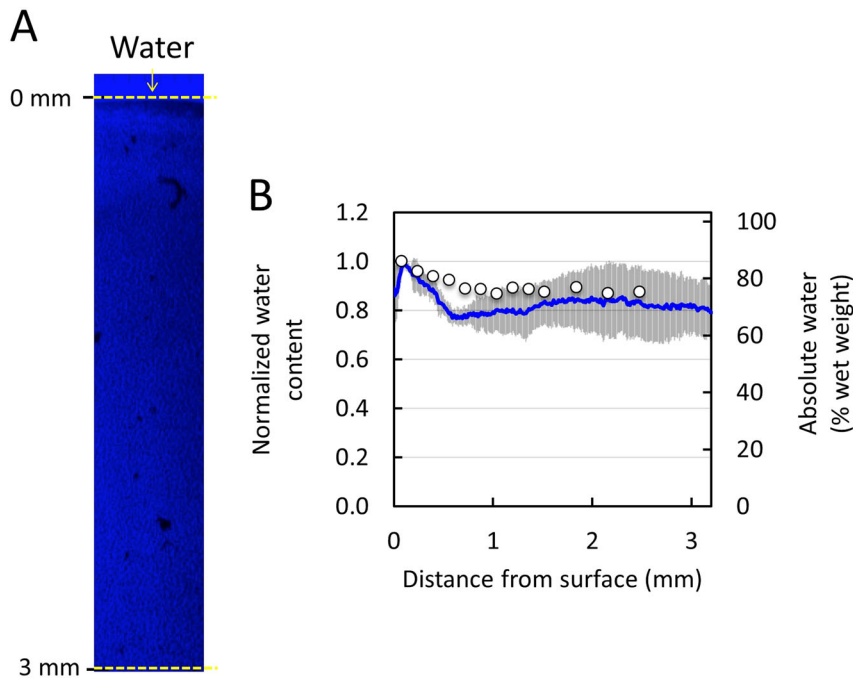 A
Water
0 mm
3 mm
B
Normalized water
content
1.2
1.0
0.8
0.6
0.4
0.2
0.0
100
80
60
40
20
0
Absolute water
(% wet weight)
0 1 2 3
Distance from surface (mm)